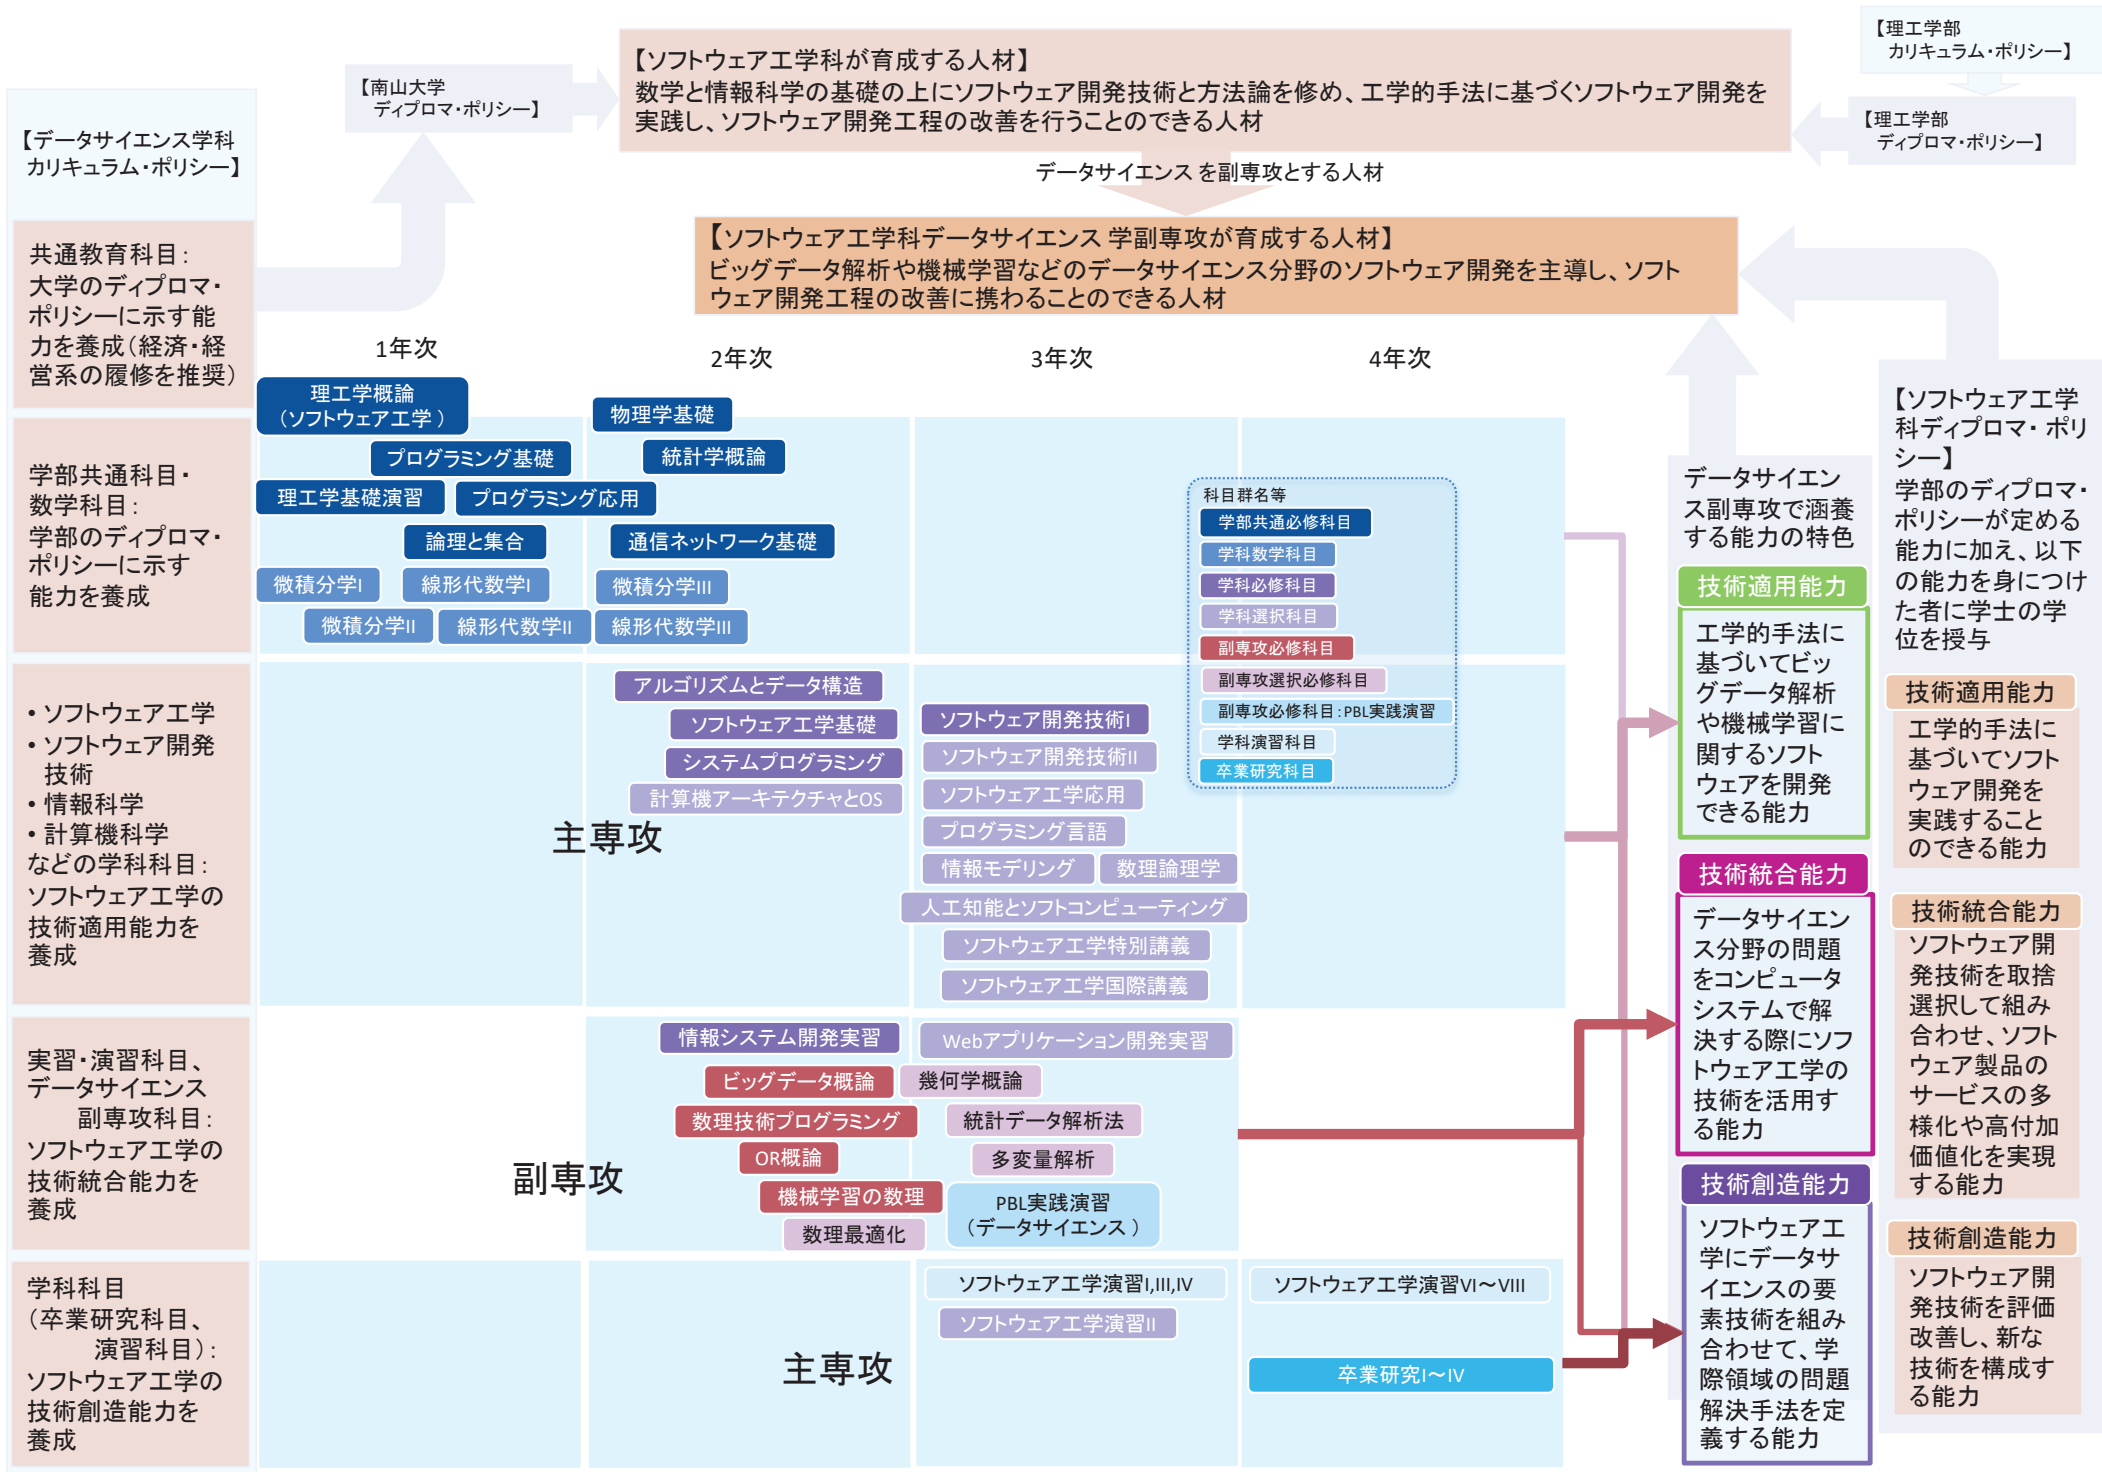 【南山大学
ディプロマ・ポリシー】
【ソフトウェア工学科が育成する人材】
数学と情報科学の基礎の上にソフトウェア開発技術と方法論を修め、工学的手法に基づくソフトウェア開発を
実践し、ソフトウェア開発工程の改善を行うことのできる人材
【理工学部
カリキュラム・ポリシー】
【理工学部
ディプロマ・ポリシー】
データサイエンス を副専攻とする人材
【ソフトウェア工学科データサイエンス 学副専攻が育成する人材】
ビッグデータ解析や機械学習などのデータサイエンス分野のソフトウェア開発を主導し、ソフト
ウェア開発工程の改善に携わることのできる人材
【データサイエンス学科
カリキュラム・ポリシー】
共通教育科目:
大学のディプロマ・
ポリシーに示す能
力を養成(経済・経
営系の履修を推奨)
学部共通科目・
数学科目:
学部のディプロマ・
ポリシーに示す
能力を養成
• ソフトウェア工学
• ソフトウェア開発
技術
• 情報科学
• 計算機科学
などの学科科目:
ソフトウェア工学の
技術適用能力を
養成
実習・演習科目、
データサイエンス
副専攻科目:
ソフトウェア工学の
技術統合能力を
養成
学科科目
(卒業研究科目、
演習科目):
ソフトウェア工学の
技術創造能力を
養成
1年次
2年次
3年次
4年次
理工学概論
(ソフトウェア工学 )
物理学基礎
プログラミング基礎
統計学概論
理工学基礎演習
プログラミング応用
論理と集合
通信ネットワーク基礎
微積分学I
線形代数学I
微積分学III
微積分学II
線形代数学II
線形代数学III
科目群名等
学部共通必修科目
学科数学科目
学科必修科目
学科選択科目
副専攻必修科目
副専攻選択必修科目
副専攻必修科目:PBL実践演習
学科演習科目
卒業研究科目
アルゴリズムとデータ構造
ソフトウェア工学基礎
システムプログラミング
計算機アーキテクチャとOS
主専攻
ソフトウェア開発技術I
ソフトウェア開発技術II
ソフトウェア工学応用
プログラミング言語
情報モデリング
数理論理学
人工知能とソフトコンピューティング
ソフトウェア工学特別講義
ソフトウェア工学国際講義
情報システム開発実習
Webアプリケーション開発実習
ビッグデータ概論
幾何学概論
数理技術プログラミング
統計データ解析法
OR概論
多変量解析
副専攻
機械学習の数理
PBL実践演習
(データサイエンス )
数理最適化
ソフトウェア工学演習I,III,IV
ソフトウェア工学演習VI～VIII
ソフトウェア工学演習II
主専攻
卒業研究I～IV
データサイエン
ス副専攻で涵養
する能力の特色
技術適用能力
工学的手法に
基づいてビッ
グデータ解析
や機械学習に
関するソフト
ウェアを開発
できる能力
技術統合能力
データサイエン
ス分野の問題
をコンピュータ
システムで解
決する際にソフ
トウェア工学の
技術を活用す
る能力
技術創造能力
ソフトウェア工
学にデータサ
イエンスの要
素技術を組み
合わせて、学
際領域の問題
解決手法を定
義する能力
【ソフトウェア工学
科ディプロマ・ ポリ
シー】
学部のディプロマ・
ポリシーが定める
能力に加え、以下
の能力を身につけ
た者に学士の学
位を授与
技術適用能力
工学的手法に
基づいてソフト
ウェア開発を
実践すること
のできる能力
技術統合能力
ソフトウェア開
発技術を取捨
選択して組み
合わせ、ソフト
ウェア製品の
サービスの多
様化や高付加
価値化を実現
する能力
技術創造能力
ソフトウェア開
発技術を評価
改善し、新な
技術を構成す
る能力